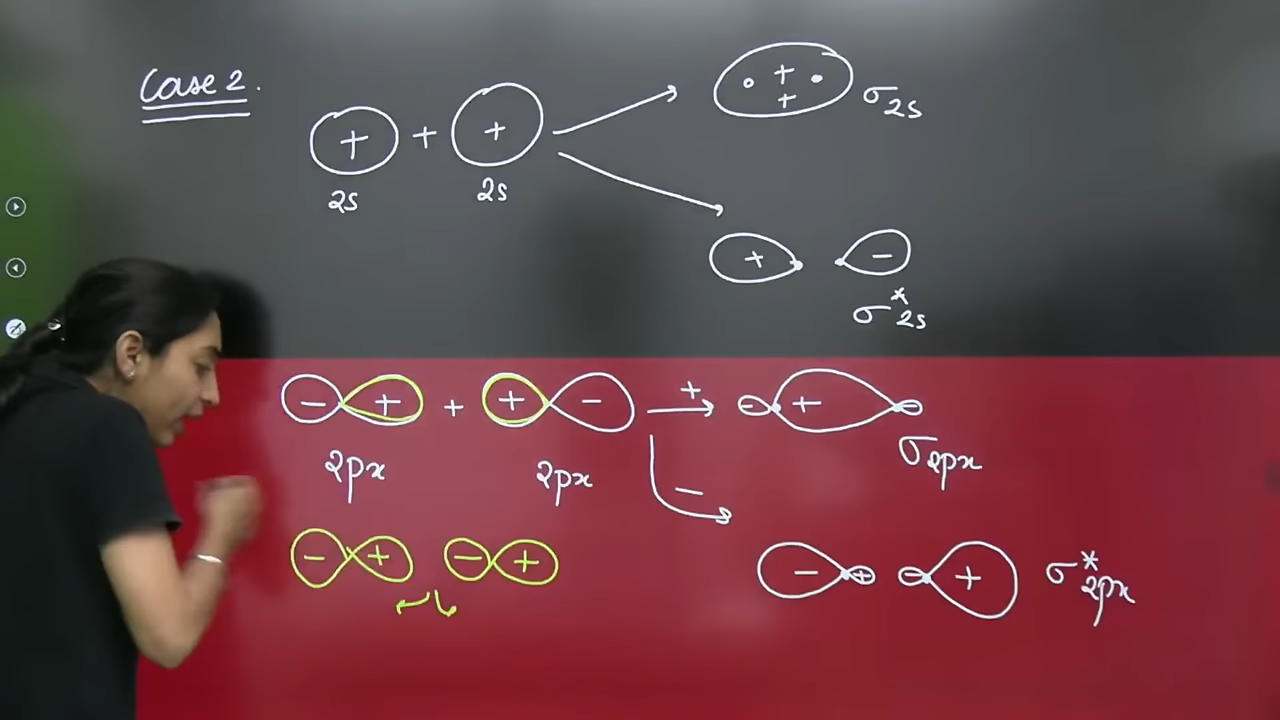 Case 2.
+ + + + + σ2s
2s 2s
+ -
σ*2s
- + + + - + - + - σ2px
2px 2px
-
- + - + - + - + σ*2px